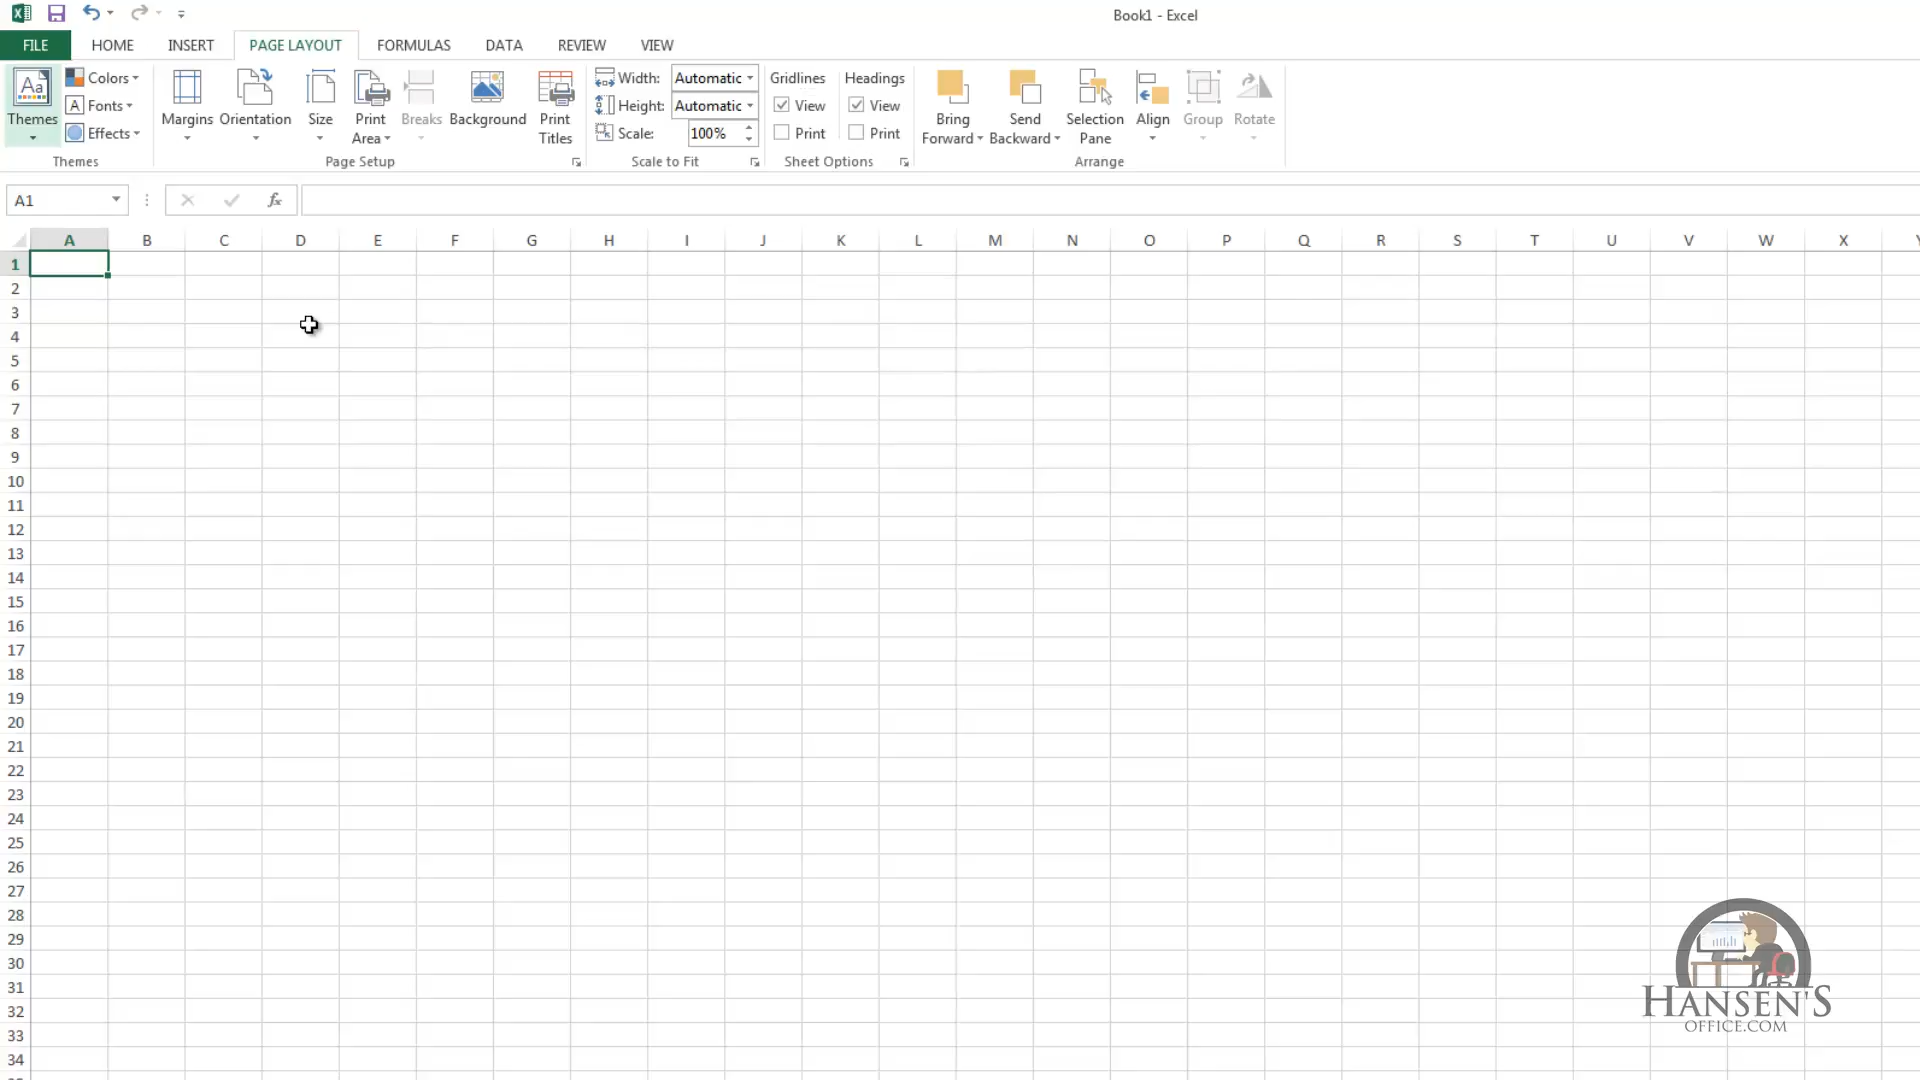 Book1 - Excel
FILE HOME INSERT PAGE LAYOUT FORMULAS DATA REVIEW VIEW
Aa Colors Width: Automatic Gridlines Headings
A Fonts Height: Automatic View View
Themes Margins Orientation Size Print Breaks Background Print Bring Send Selection Align Group Rotate
Effects Scale: 100% Print Print
Area Titles Forward Backward Pane
Themes Page Setup Scale to Fit Sheet Options Arrange
A1 fx
A B C D E F G H I J K L M N O P Q R S T U V W X
1
2
3
4
5
6
7
8
9
10
11
12
13
14
15
16
17
18
19
20
21
22
23
24
25
26
27
28
29
30
31
32
33
34
HANSEN'S
OFFICE.COM